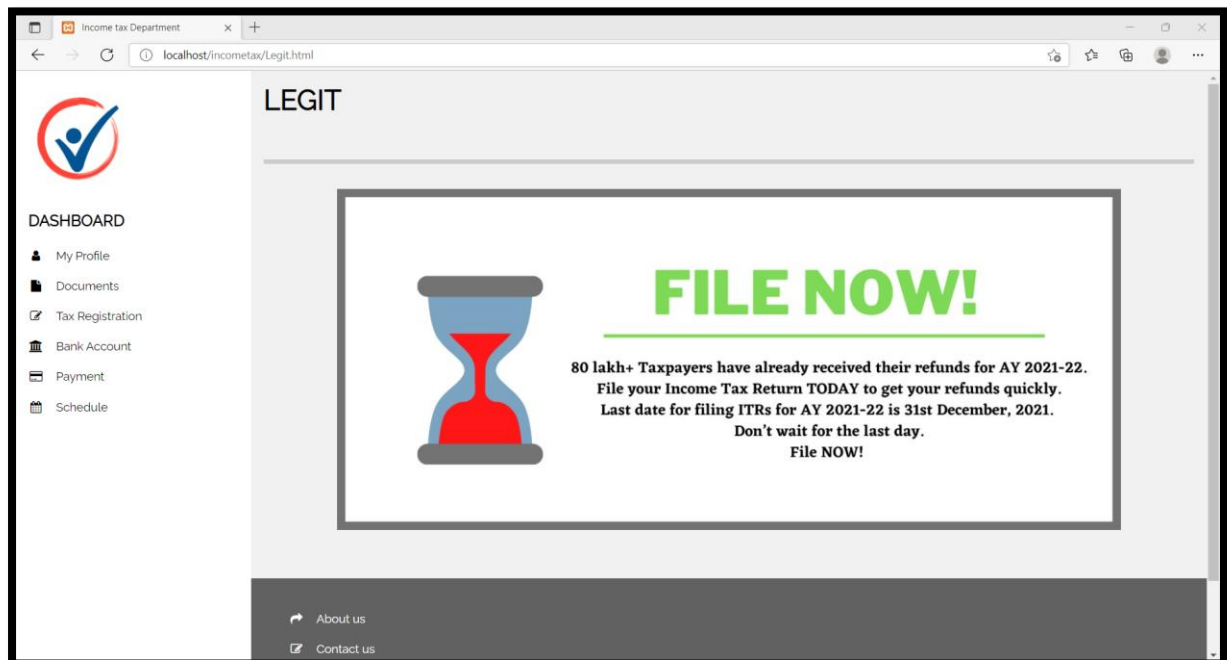 Income tax Department
localhost/incometax/Legit.html
LEGIT
DASHBOARD
My Profile
Documents
Tax Registration
Bank Account
Payment
Schedule
FILE NOW!
80 lakh+ Taxpayers have already received their refunds for AY 2021-22.
File your Income Tax Return TODAY to get your refunds quickly.
Last date for filing ITRs for AY 2021-22 is 31st December, 2021.
Don't wait for the last day.
File NOW!
About us
Contact us